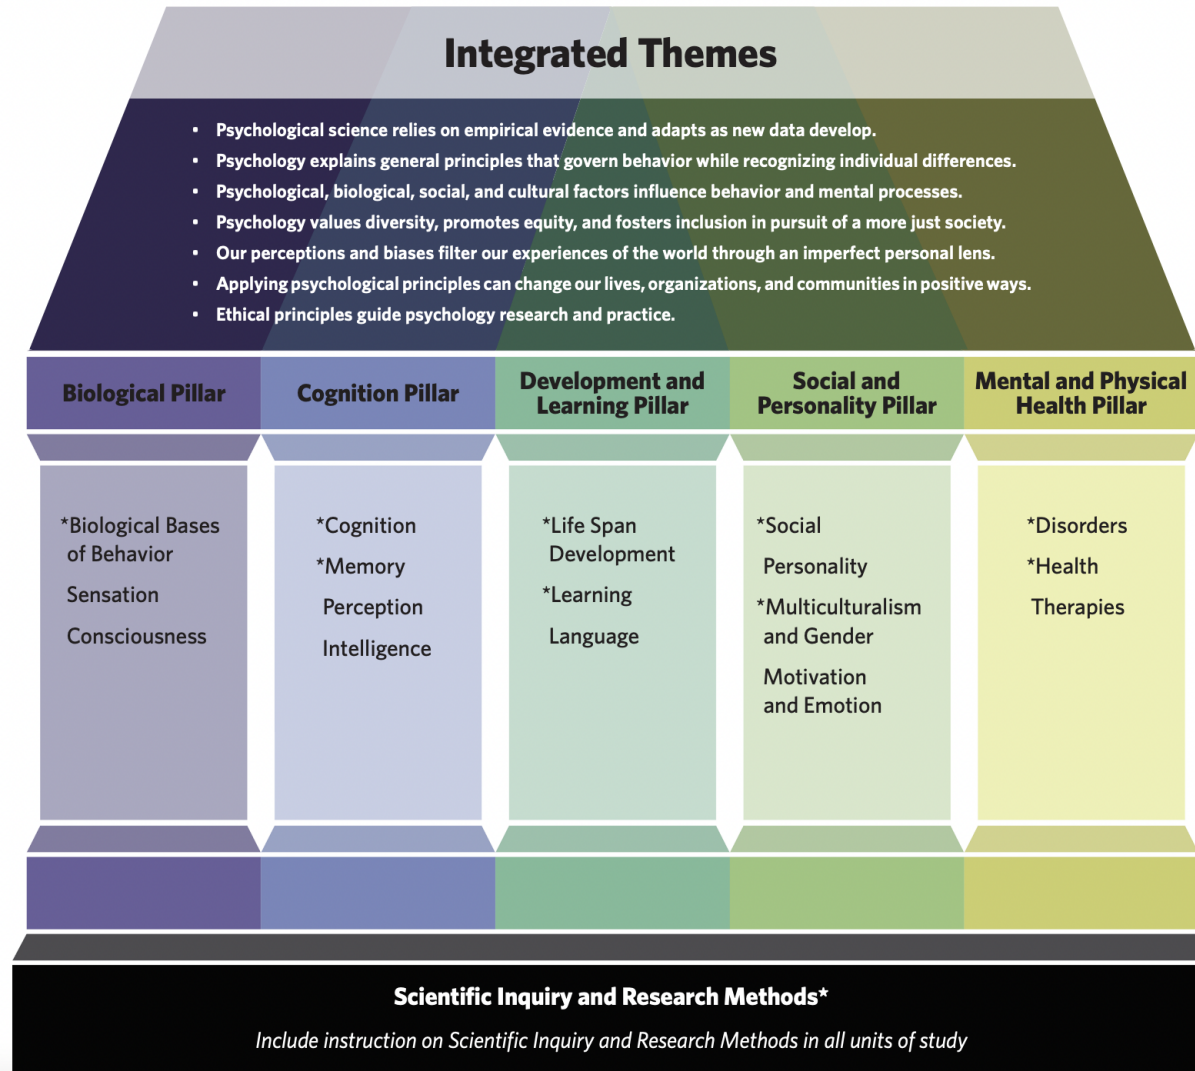 Integrated Themes
• Psychological science relies on empirical evidence and adapts as new data develop.
• Psychology explains general principles that govern behavior while recognizing individual differences.
• Psychological, biological, social, and cultural factors influence behavior and mental processes.
• Psychology values diversity, promotes equity, and fosters inclusion in pursuit of a more just society.
• Our perceptions and biases filter our experiences of the world through an imperfect personal lens.
• Applying psychological principles can change our lives, organizations, and communities in positive ways.
• Ethical principles guide psychology research and practice.
Biological Pillar
Cognition Pillar
Development and
Learning Pillar
Social and
Personality Pillar
Mental and Physical
Health Pillar
*Biological Bases
of Behavior
Sensation
Consciousness
*Cognition
*Memory
Perception
Intelligence
*Life Span
Development
*Learning
Language
*Social
Personality
*Multiculturalism
and Gender
Motivation
and Emotion
*Disorders
*Health
Therapies
Scientific Inquiry and Research Methods*
Include instruction on Scientific Inquiry and Research Methods in all units of study